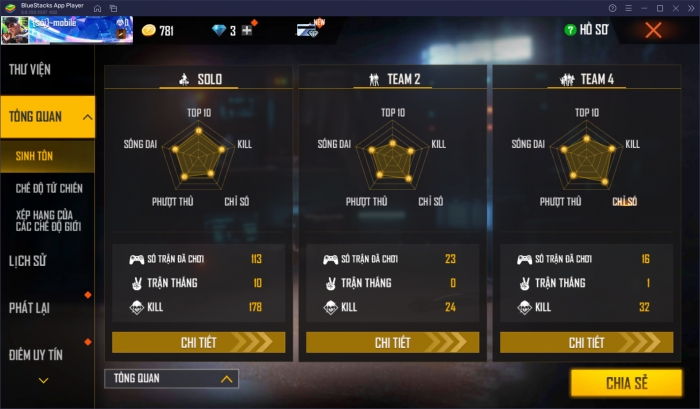 BlueStacks App Player
781
3
NEW
? HỒ SƠ
THƯ VIỆN
TỔNG QUAN
SINH TỒN
CHẾ ĐỘ TỬ CHIẾN
XẾP HẠNG CỦA
CÁC CHẾ ĐỘ GIỚI
LỊCH SỬ
PHÁT LẠI
ĐIỂM UY TÍN
SOLO
TOP 10
SỐNG DAI
KILL
PHƯỢT THỦ
CHỈ SỐ
SỐ TRẬN ĐÃ CHƠI 113
TRẬN THẮNG 10
KILL 178
CHI TIẾT
TEAM 2
TOP 10
SỐNG DAI
KILL
PHƯỢT THỦ
CHỈ SỐ
SỐ TRẬN ĐÃ CHƠI 23
TRẬN THẮNG 0
KILL 24
CHI TIẾT
TEAM 4
TOP 10
SỐNG DAI
KILL
PHƯỢT THỦ
CHỈ SỐ
SỐ TRẬN ĐÃ CHƠI 16
TRẬN THẮNG 1
KILL 32
CHI TIẾT
TỔNG QUAN
CHIA SẺ